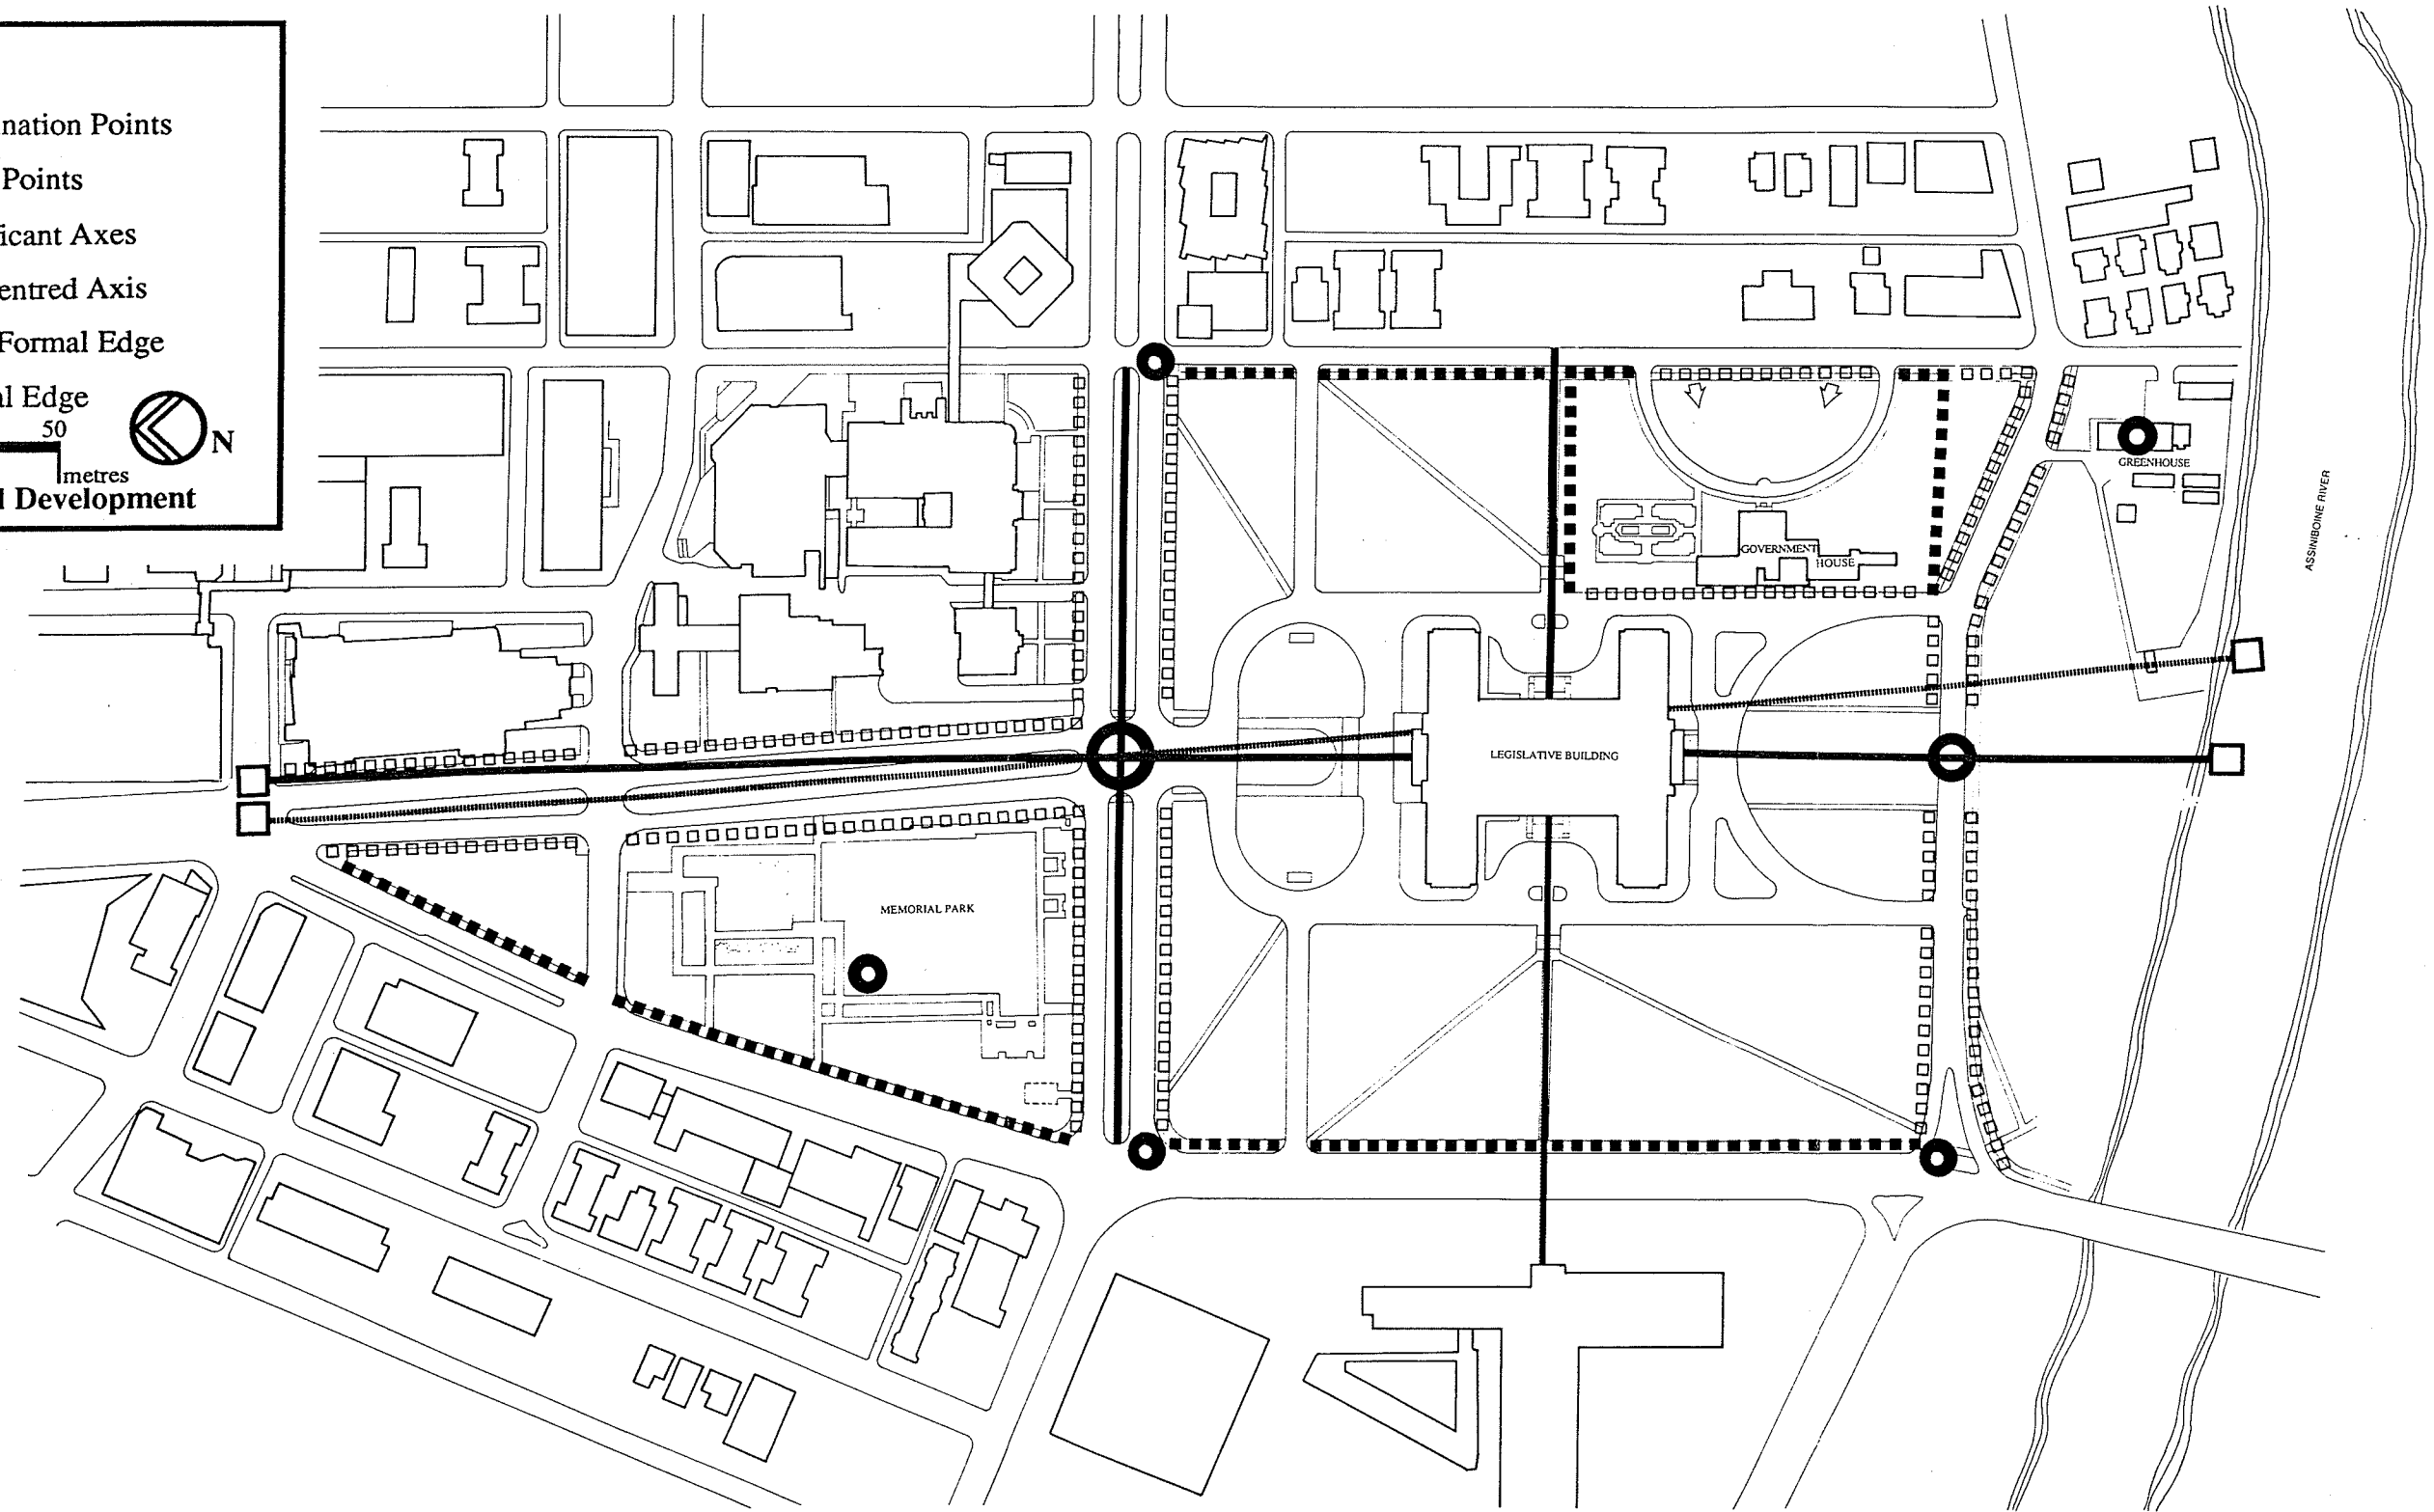 nation Points
Points
icant Axes
entred Axis
Formal Edge
l Edge
50
N
metres
l Development
GREENHOUSE
ASSINIBOINE RIVER
GOVERNMENT
HOUSE
LEGISLATIVE BUILDING
MEMORIAL PARK